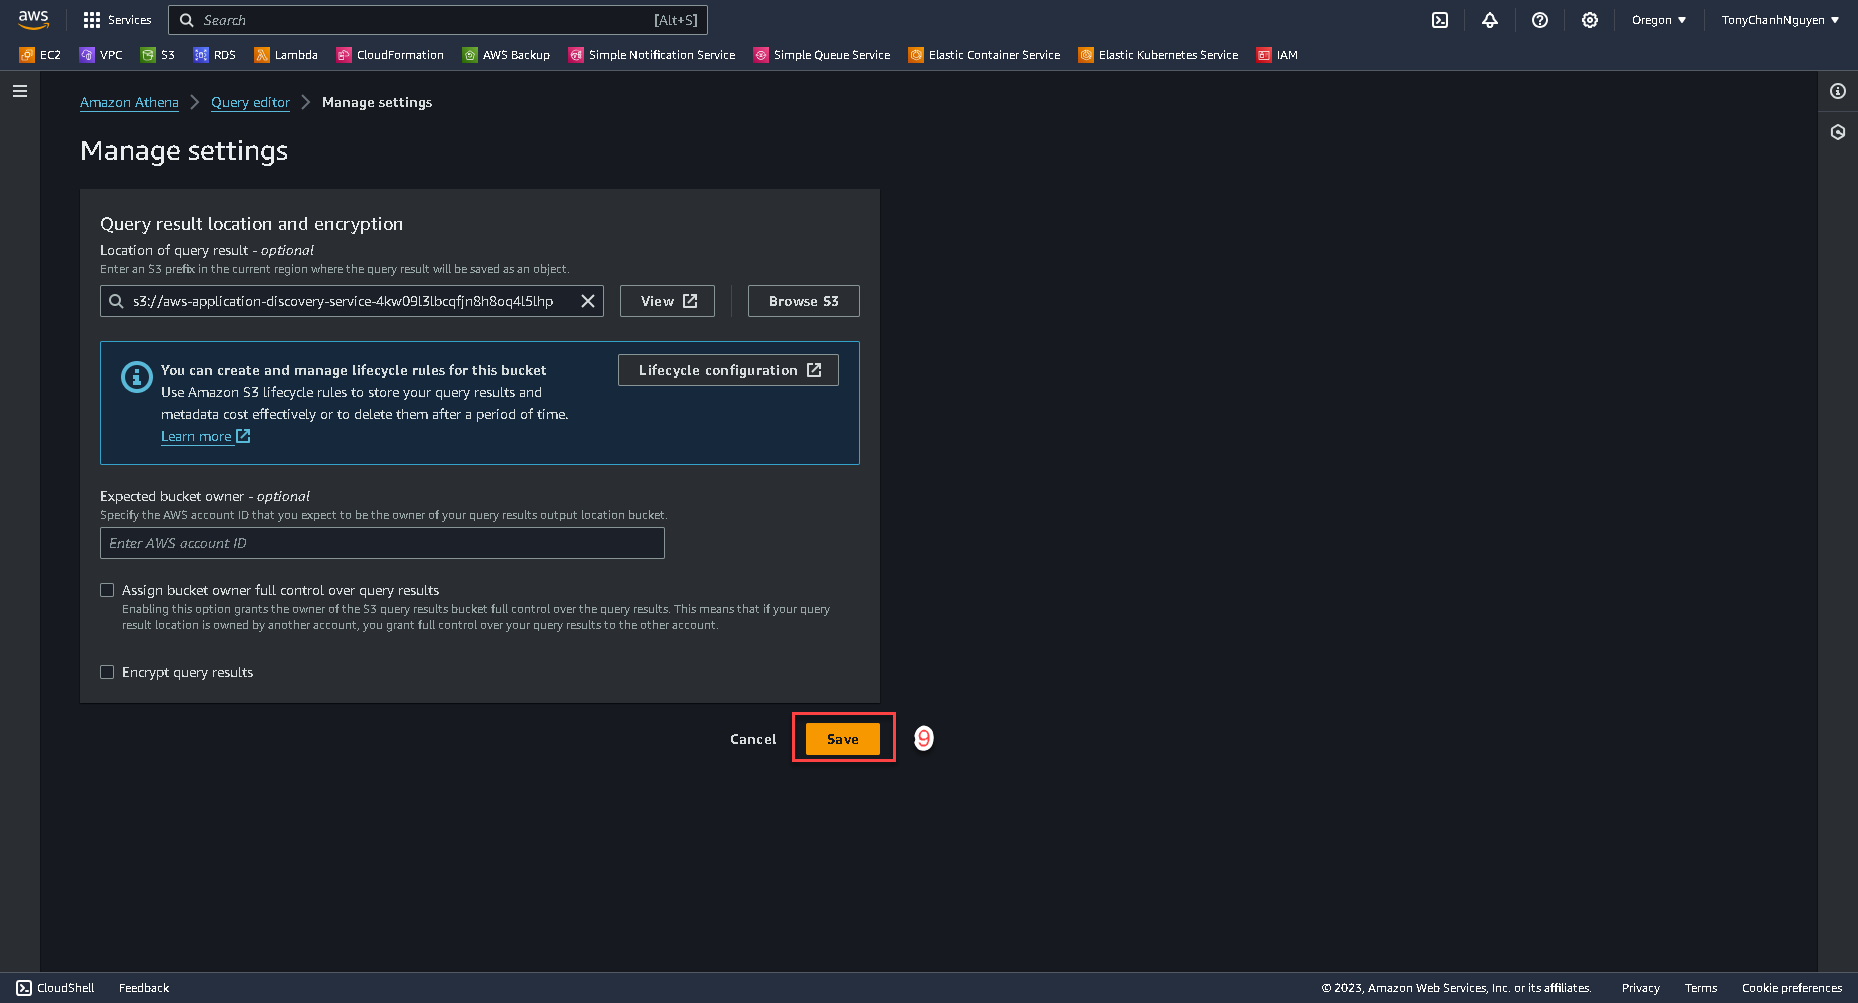 aws
Services
Search
[Alt+S]
Oregon
TonyChanhNguyen
EC2
VPC
S3
RDS
Lambda
CloudFormation
AWS Backup
Simple Notification Service
Simple Queue Service
Elastic Container Service
Elastic Kubernetes Service
IAM
Amazon Athena
Query editor
Manage settings
Manage settings
Query result location and encryption
Location of query result - optional
Enter an S3 prefix in the current region where the query result will be saved as an object.
s3://aws-application-discovery-service-4kw09l3lbcqfjn8h8oq4l5lhp
View
Browse S3
You can create and manage lifecycle rules for this bucket
Use Amazon S3 lifecycle rules to store your query results and
metadata cost effectively or to delete them after a period of time.
Learn more
Lifecycle configuration
Expected bucket owner - optional
Specify the AWS account ID that you expect to be the owner of your query results output location bucket.
Enter AWS account ID
Assign bucket owner full control over query results
Enabling this option grants the owner of the S3 query results bucket full control over the query results. This means that if your query
result location is owned by another account, you grant full control over your query results to the other account.
Encrypt query results
Cancel
Save
9
CloudShell
Feedback
© 2023, Amazon Web Services, Inc. or its affiliates.
Privacy
Terms
Cookie preferences